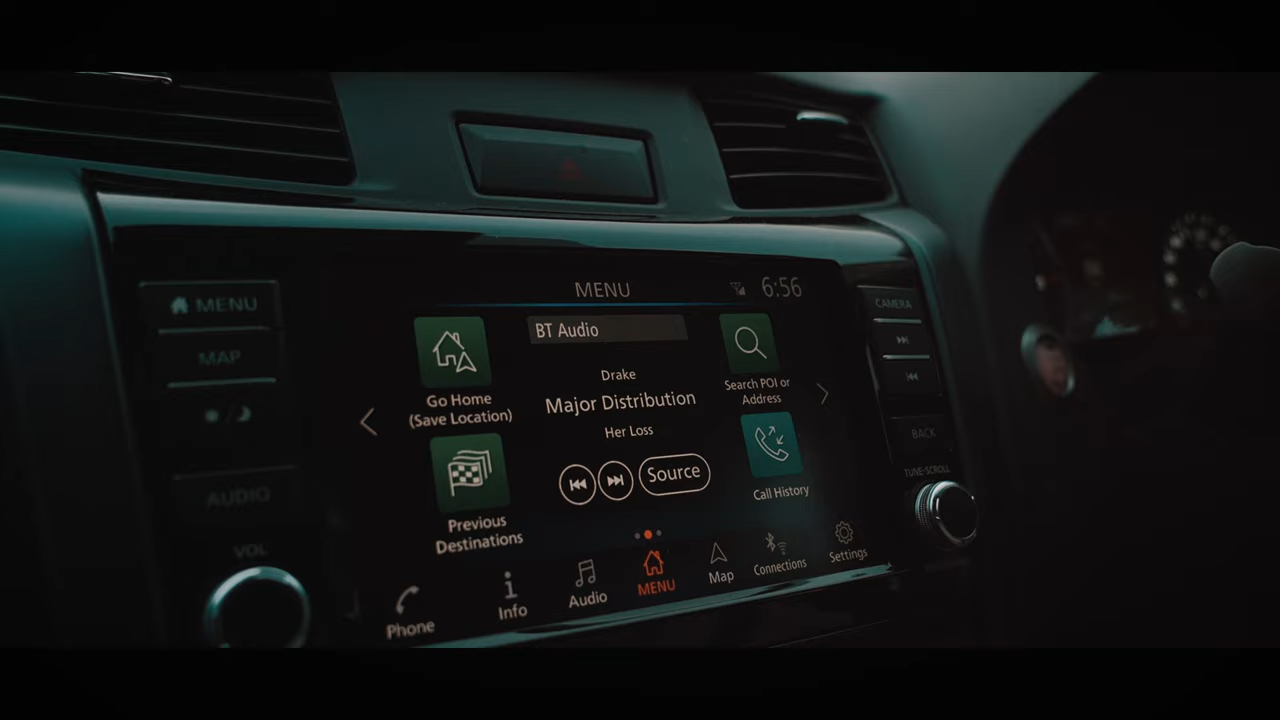 MENU
MAP
AUDIO
VOL
MENU
6:56
Go Home
(Save Location)
Previous
Destinations
BT Audio
Drake
Major Distribution
Her Loss
Source
Search POI or
Address
Call History
Phone
Info
Audio
MENU
Map
Connections
Settings
CAMERA
BACK
TUNE-SCROLL